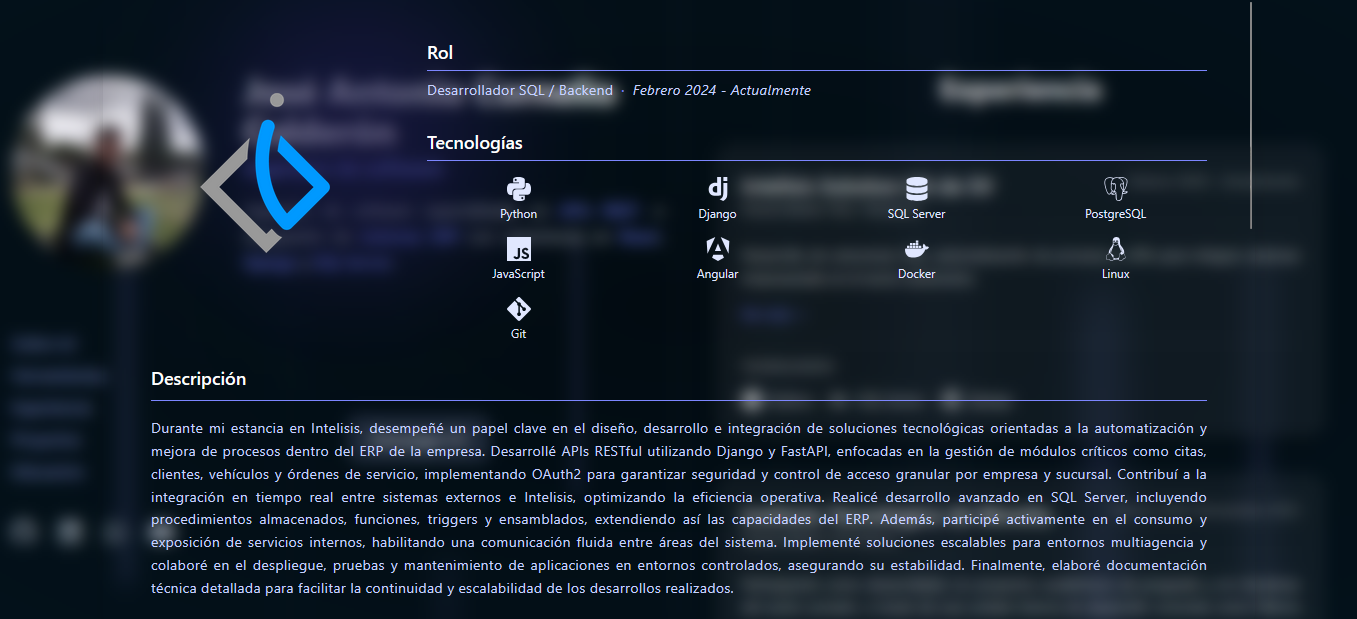 Rol
Desarrollador SQL / Backend · Febrero 2024 - Actualmente
Tecnologías
Python
Django
SQL Server
PostgreSQL
JavaScript
Angular
Docker
Linux
Git
Descripción
Durante mi estancia en Intelisis, desempeñé un papel clave en el diseño, desarrollo e integración de soluciones tecnológicas orientadas a la automatización y
mejora de procesos dentro del ERP de la empresa. Desarrollé APIs RESTful utilizando Django y FastAPI, enfocadas en la gestión de módulos críticos como citas,
clientes, vehículos y órdenes de servicio, implementando OAuth2 para garantizar seguridad y control de acceso granular por empresa y sucursal. Contribuí a la
integración en tiempo real entre sistemas externos e Intelisis, optimizando la eficiencia operativa. Realicé desarrollo avanzado en SQL Server, incluyendo
procedimientos almacenados, funciones, triggers y ensamblados, extendiendo así las capacidades del ERP. Además, participé activamente en el consumo y
exposición de servicios internos, habilitando una comunicación fluida entre áreas del sistema. Implementé soluciones escalables para entornos multiagencia y
colaboré en el despliegue, pruebas y mantenimiento de aplicaciones en entornos controlados, asegurando su estabilidad. Finalmente, elaboré documentación
técnica detallada para facilitar la continuidad y escalabilidad de los desarrollos realizados.